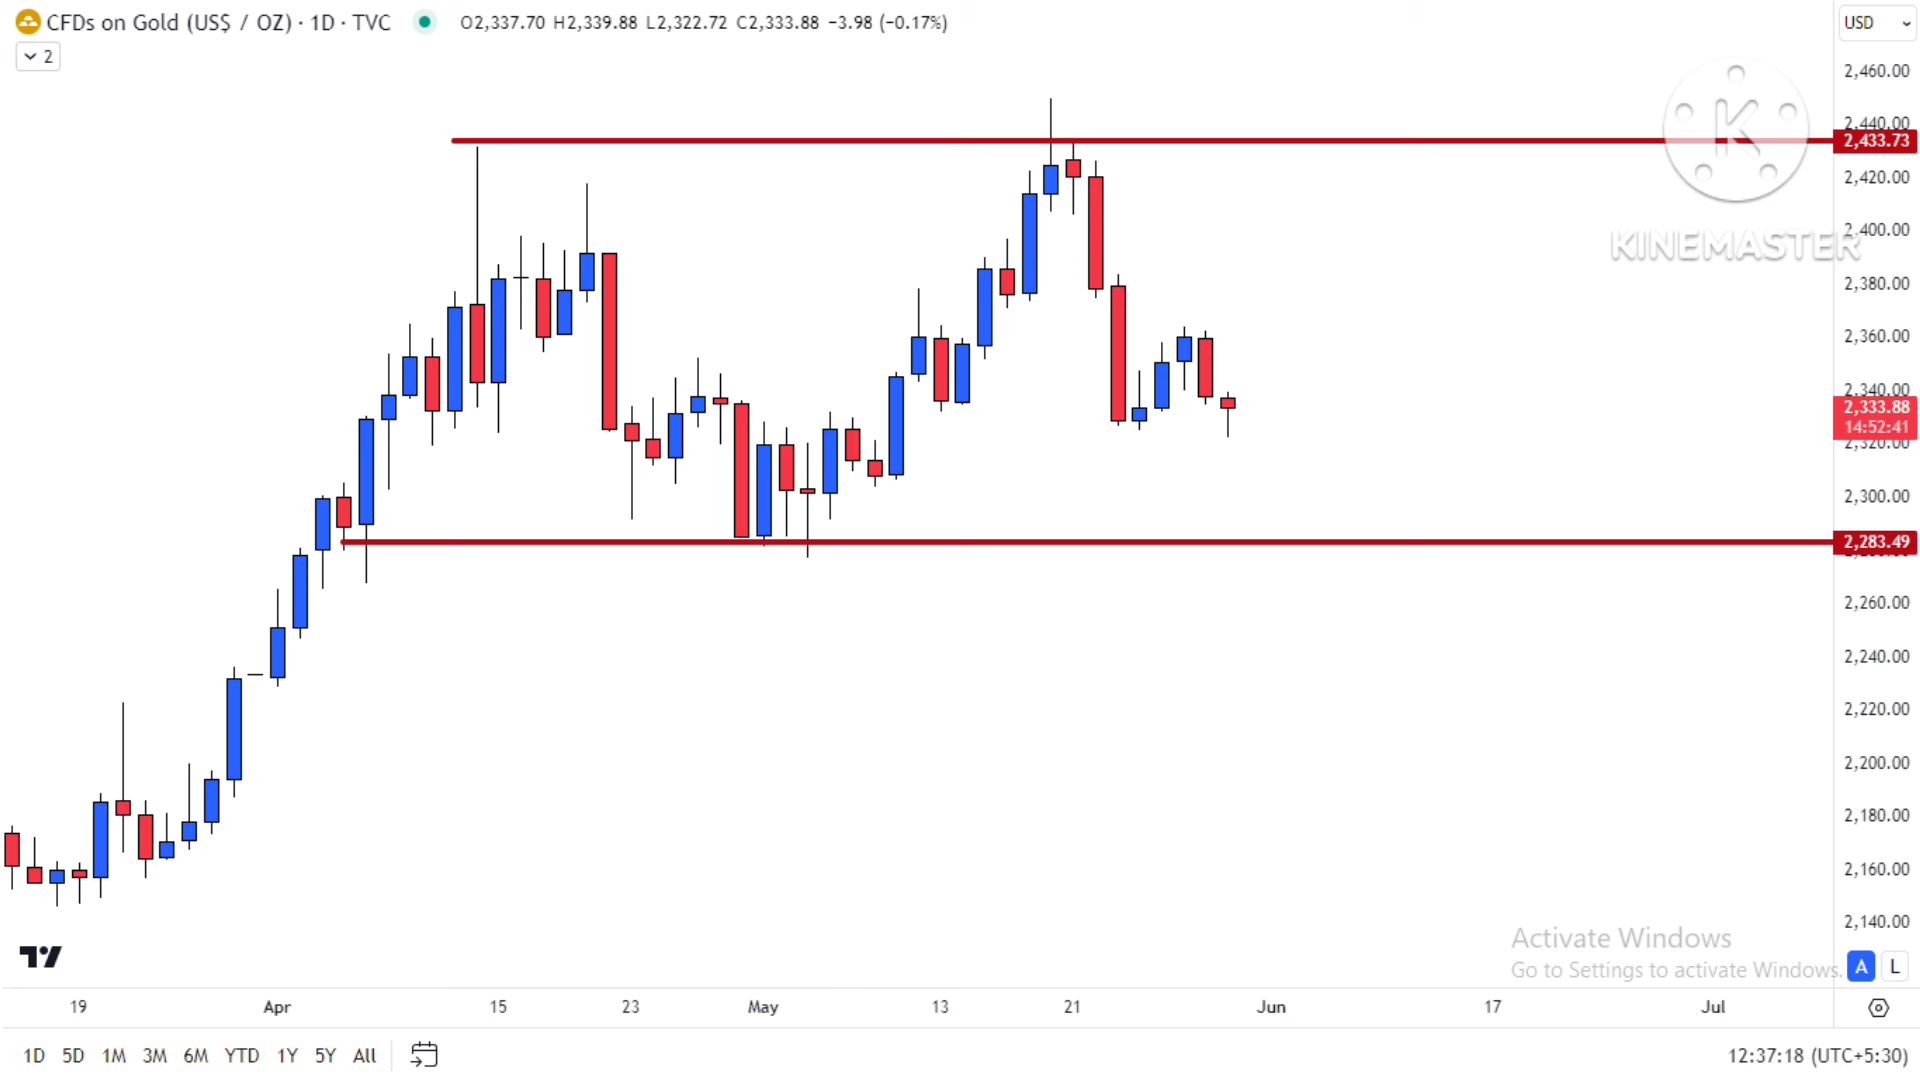 CFDs on Gold (US$ / OZ) · 1D · TVC O2,337.70 H2,339.88 L2,322.72 C2,333.88 −3.98 (−0.17%)
USD
2
2,460.00
2,440.00
2,433.73
2,420.00
2,400.00
KINEMASTER
2,380.00
2,360.00
2,340.00
2,333.88
14:52:41
2,320.00
2,300.00
2,283.49
2,260.00
2,240.00
2,220.00
2,200.00
2,180.00
2,160.00
2,140.00
Activate Windows
Go to Settings to activate Windows.
A L
19 Apr 15 23 May 13 21 Jun 17 Jul
1D 5D 1M 3M 6M YTD 1Y 5Y All 12:37:18 (UTC+5:30)